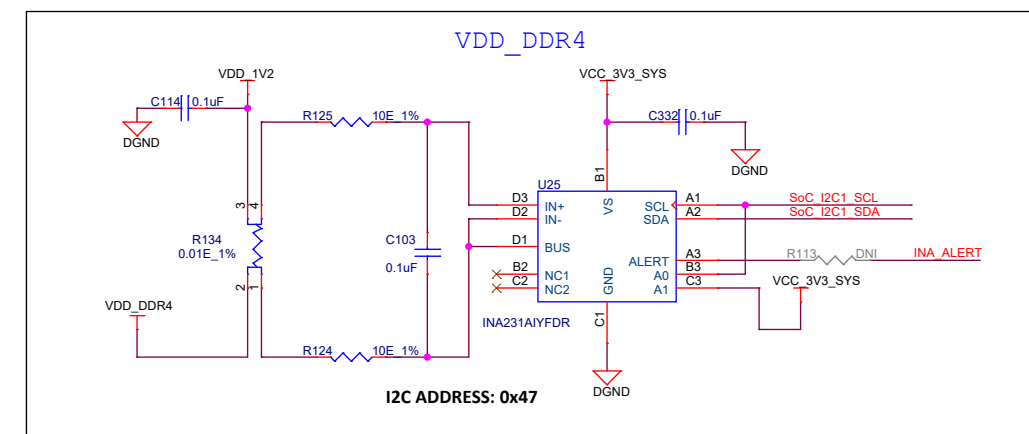 VDD_DDR4
VDD_1V2
VCC_3V3_SYS
C114 0.1uF
DGND
R125 10E_1%
C332 0.1uF
DGND
B1
U25
3 4
D3 IN+ VS SCL A1 SoC_I2C1_SCL
D2 IN- SDA A2 SoC_I2C1_SDA
R134
0.01E_1%
C103
0.1uF
D1 BUS
ALERT A3 R113 DNI INA_ALERT
B2 NC1 GND A0 B3
C2 NC2 A1 C3 VCC_3V3_SYS
2 1
VDD_DDR4
INA231AIYFDR
C1
R124 10E_1%
DGND
I2C ADDRESS: 0x47